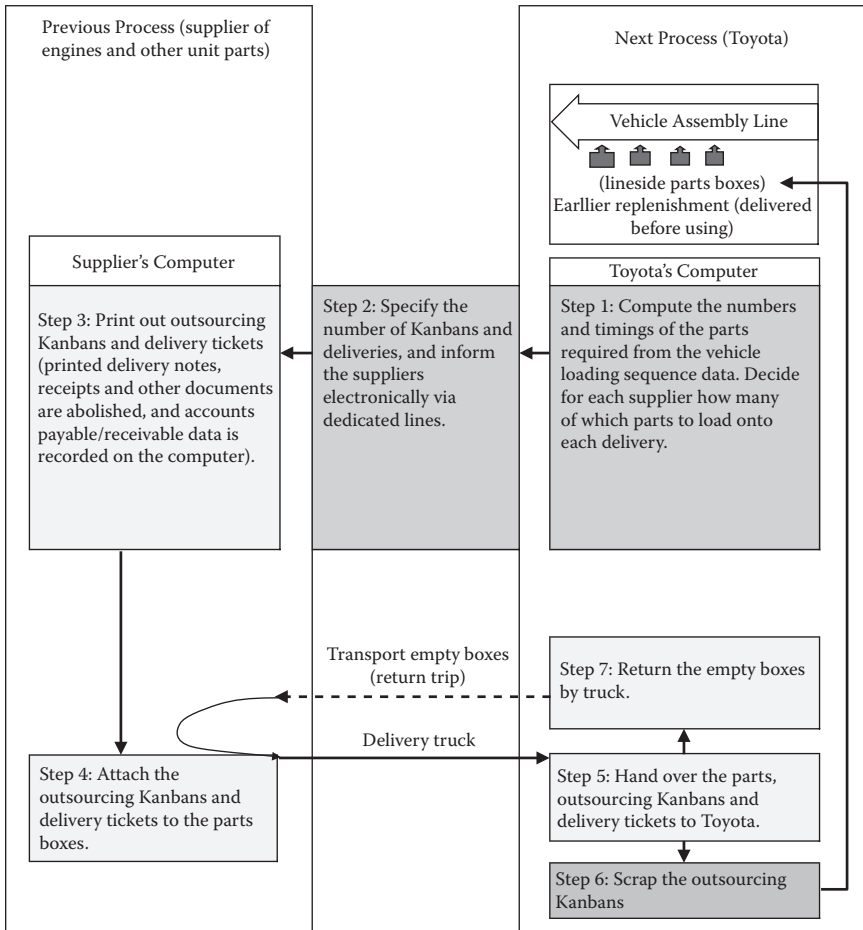 Previous Process (supplier of
engines and other unit parts)
Next Process (Toyota)
Vehicle Assembly Line
(lineside parts boxes)
Earllier replenishment (delivered
before using)
Supplier's Computer
Toyota's Computer
Step 3: Print out outsourcing
Kanbans and delivery tickets
(printed delivery notes,
receipts and other documents
are abolished, and accounts
payable/receivable data is
recorded on the computer).
Step 2: Specify the
number of Kanbans and
deliveries, and inform
the suppliers
electronically via
dedicated lines.
Step 1: Compute the numbers
and timings of the parts
required from the vehicle
loading sequence data. Decide
for each supplier how many
of which parts to load onto
each delivery.
Transport empty boxes
(return trip)
Step 7: Return the empty boxes
by truck.
Delivery truck
Step 4: Attach the
outsourcing Kanbans and
delivery tickets to the parts
boxes.
Step 5: Hand over the parts,
outsourcing Kanbans and
delivery tickets to Toyota.
Step 6: Scrap the outsourcing
Kanbans